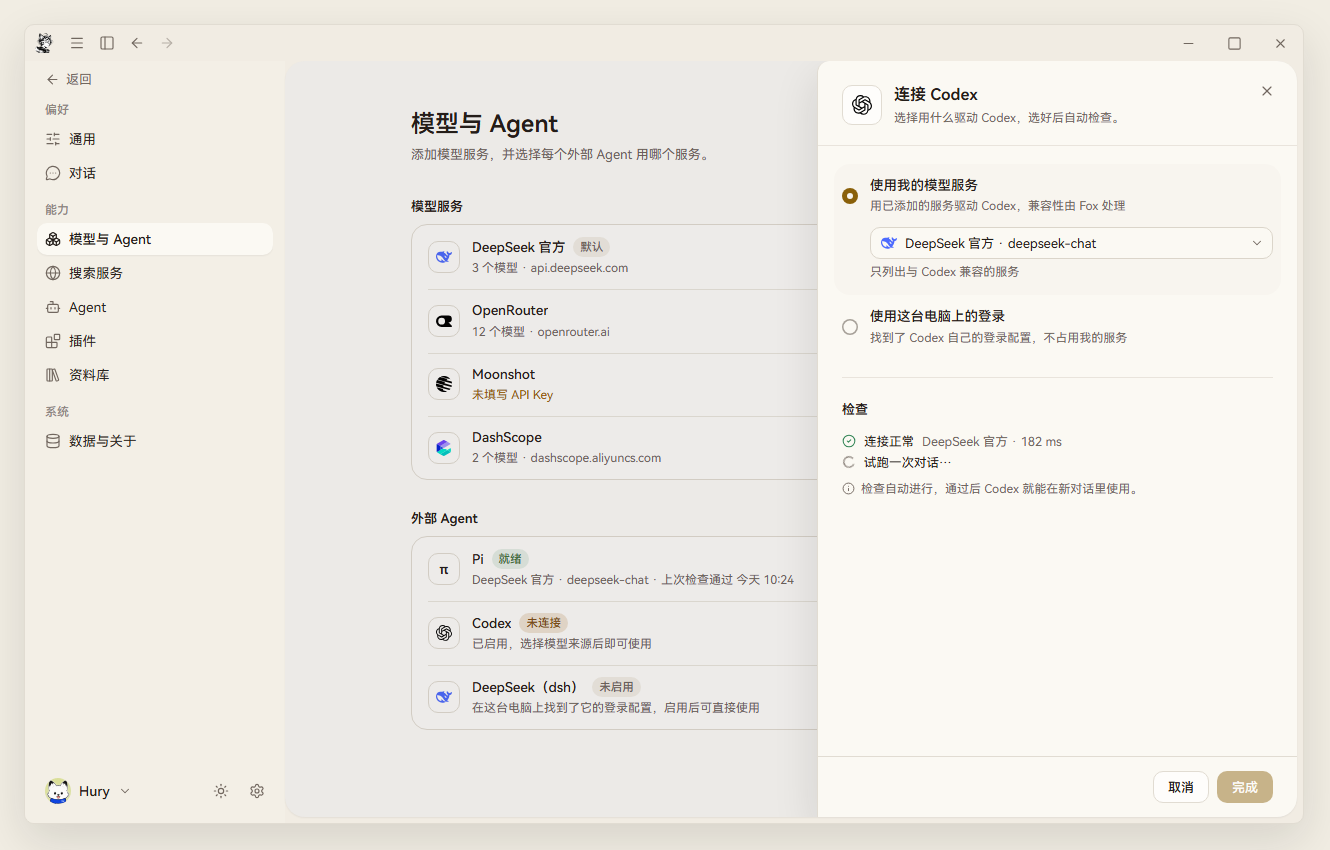 返回
偏好
通用
对话
能力
模型与 Agent
搜索服务
Agent
插件
资料库
系统
数据与关于
Hury
模型与 Agent
添加模型服务，并选择每个外部 Agent 用哪个服务。
模型服务
DeepSeek 官方 默认
3 个模型 · api.deepseek.com
OpenRouter
12 个模型 · openrouter.ai
Moonshot
未填写 API Key
DashScope
2 个模型 · dashscope.aliyuncs.com
外部 Agent
π
Pi 就绪
DeepSeek 官方 · deepseek-chat · 上次检查通过 今天 10:24
Codex 未连接
已启用，选择模型来源后即可使用
DeepSeek（dsh） 未启用
在这台电脑上找到了它的登录配置，启用后可直接使用
连接 Codex
选择用什么驱动 Codex，选好后自动检查。
使用我的模型服务
用已添加的服务驱动 Codex，兼容性由 Fox 处理
DeepSeek 官方 · deepseek-chat
只列出与 Codex 兼容的服务
使用这台电脑上的登录
找到了 Codex 自己的登录配置，不占用我的服务
检查
连接正常 DeepSeek 官方 · 182 ms
试跑一次对话…
检查自动进行，通过后 Codex 就能在新对话里使用。
取消
完成